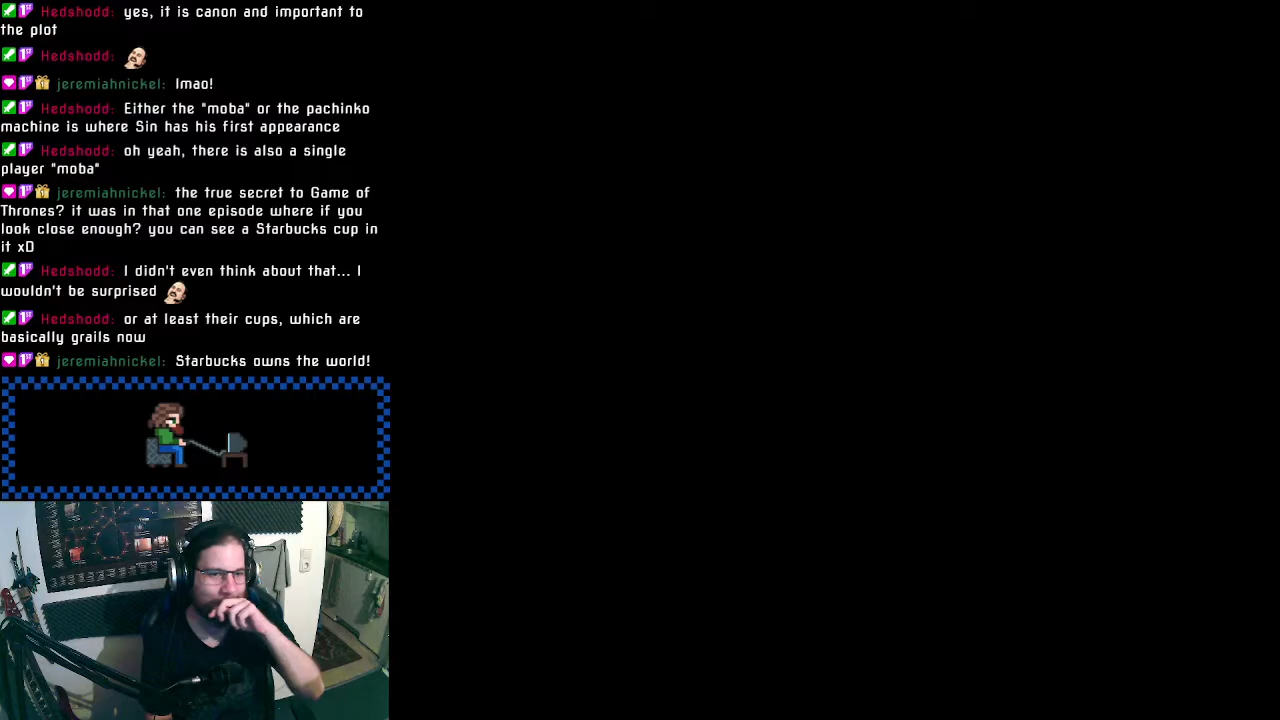 Hedshodd: yes, it is canon and important to
the plot
Hedshodd:
jeremiahnickel: lmao!
Hedshodd: Either the "moba" or the pachinko
machine is where Sin has his first appearance
Hedshodd: oh yeah, there is also a single
player "moba"
jeremiahnickel: the true secret to Game of
Thrones? it was in that one episode where if you
look close enough? you can see a Starbucks cup in
it xD
Hedshodd: I didn't even think about that... I
wouldn't be surprised
Hedshodd: or at least their cups, which are
basically grails now
jeremiahnickel: Starbucks owns the world!